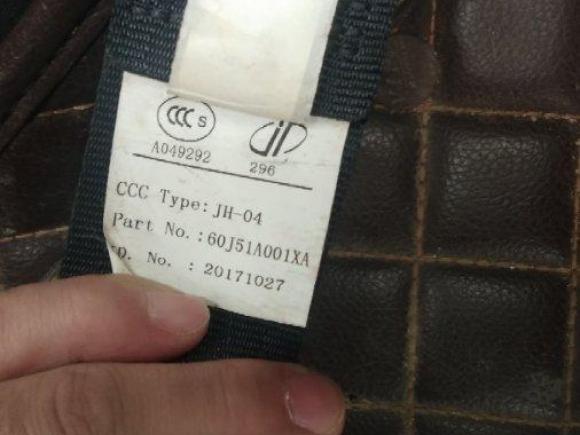 CCC S
A049292 296
CCC Type: JH-04
Part No.: 60J51A001XA
D. No. : 20171027